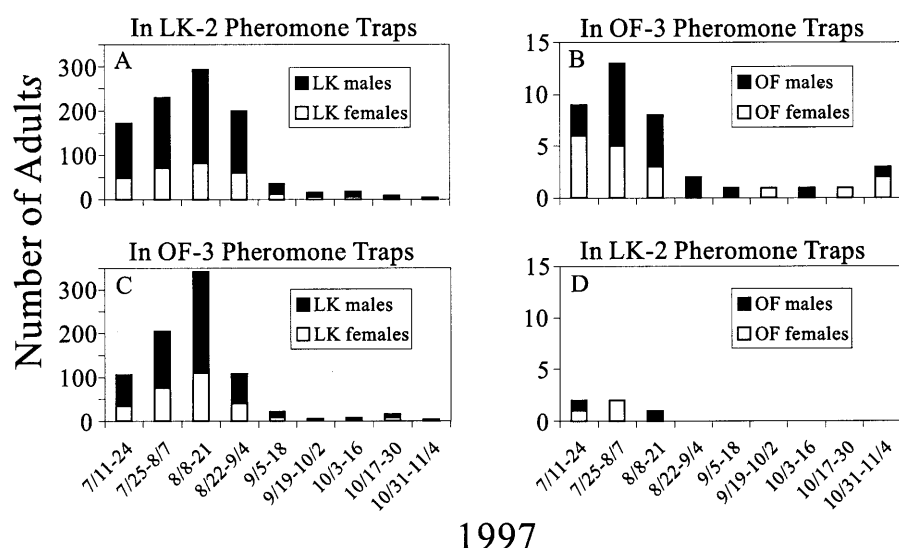 In LK-2 Pheromone Traps
In OF-3 Pheromone Traps
Number of Adults
A
LK males
LK females
300
200
100
0
B
OF males
OF females
15
10
5
0
In OF-3 Pheromone Traps
In LK-2 Pheromone Traps
C
LK males
LK females
300
200
100
0
D
OF males
OF females
15
10
5
0
7/11-24
7/25-8/7
8/8-21
8/22-9/4
9/5-18
9/19-10/2
10/3-16
10/17-30
10/31-11/4
7/11-24
7/25-8/7
8/8-21
8/22-9/4
9/5-18
9/19-10/2
10/3-16
10/17-30
10/31-11/4
1997